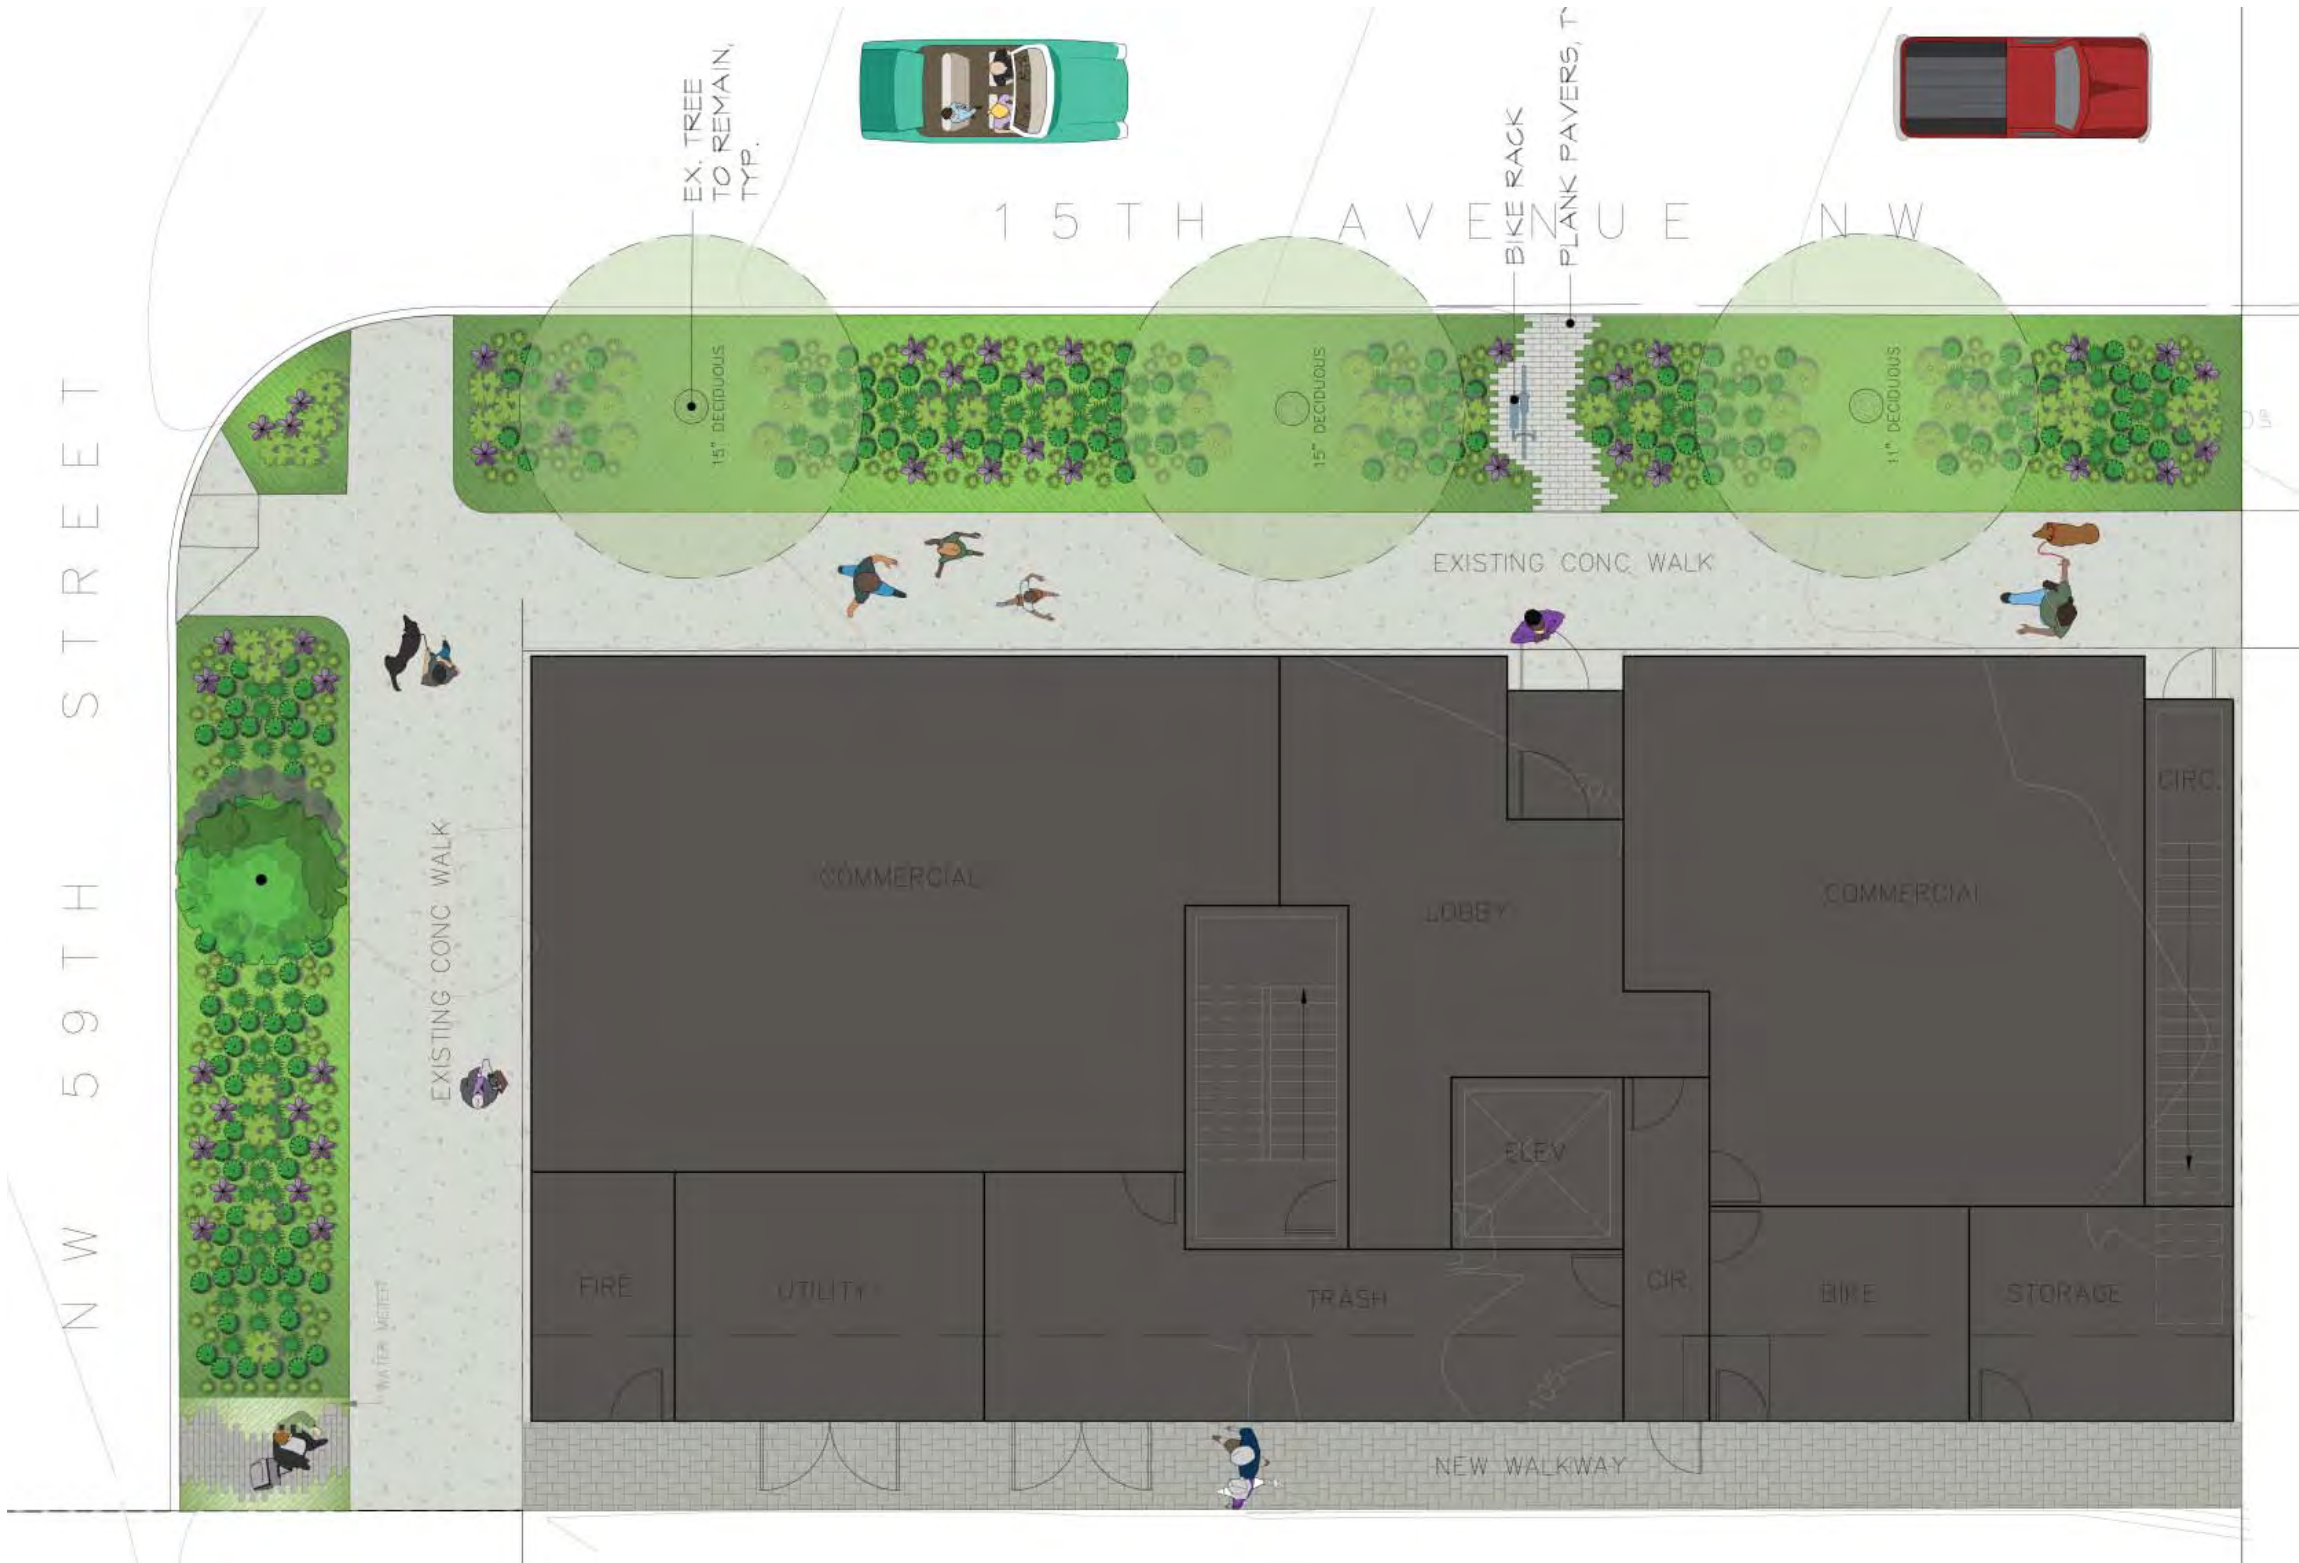 EX. TREE
TO REMAIN,
TYP.
BIKE RACK
PLANK PAVERS,
15TH AVENUE NW
15" DECIDUOUS
15" DECIDUOUS
11" DECIDUOUS
NW 59TH STREET
EXISTING CONC WALK
EXISTING CONC WALK
COMMERCIAL
LOBBY
COMMERCIAL
CIRC.
ELEV
FIRE
UTILITY
TRASH
CIR.
BIKE
STORAGE
WATER METER
105
NEW WALKWAY